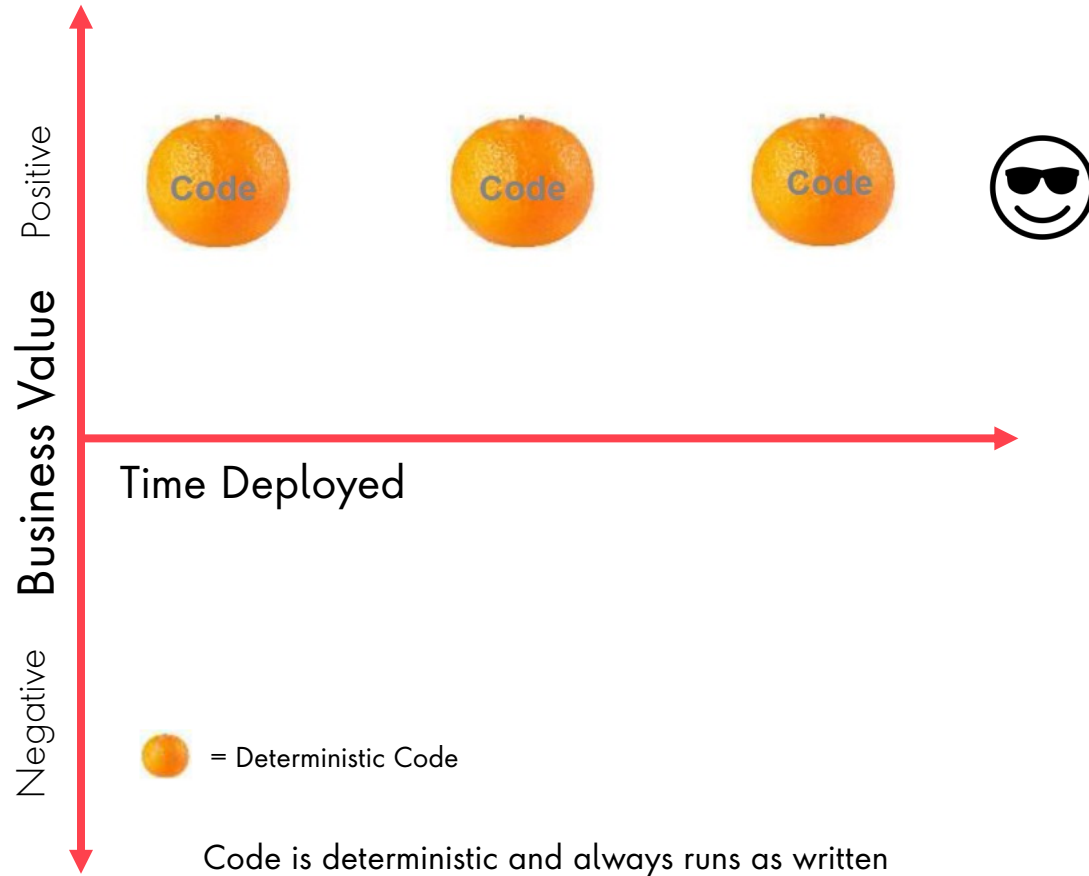 Positive
Code
Code
Code
Business Value
Time Deployed
Negative
= Deterministic Code
Code is deterministic and always runs as written